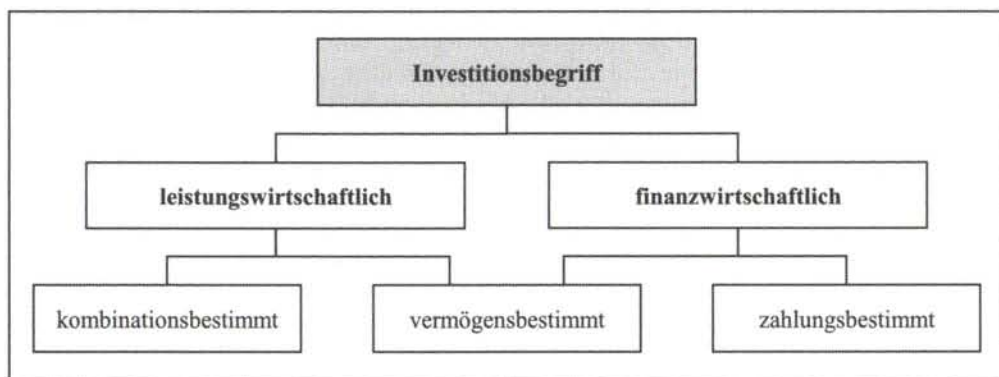 Investitionsbegriff
leistungswirtschaftlich
finanzwirtschaftlich
kombinationsbestimmt
vermögensbestimmt
zahlungsbestimmt